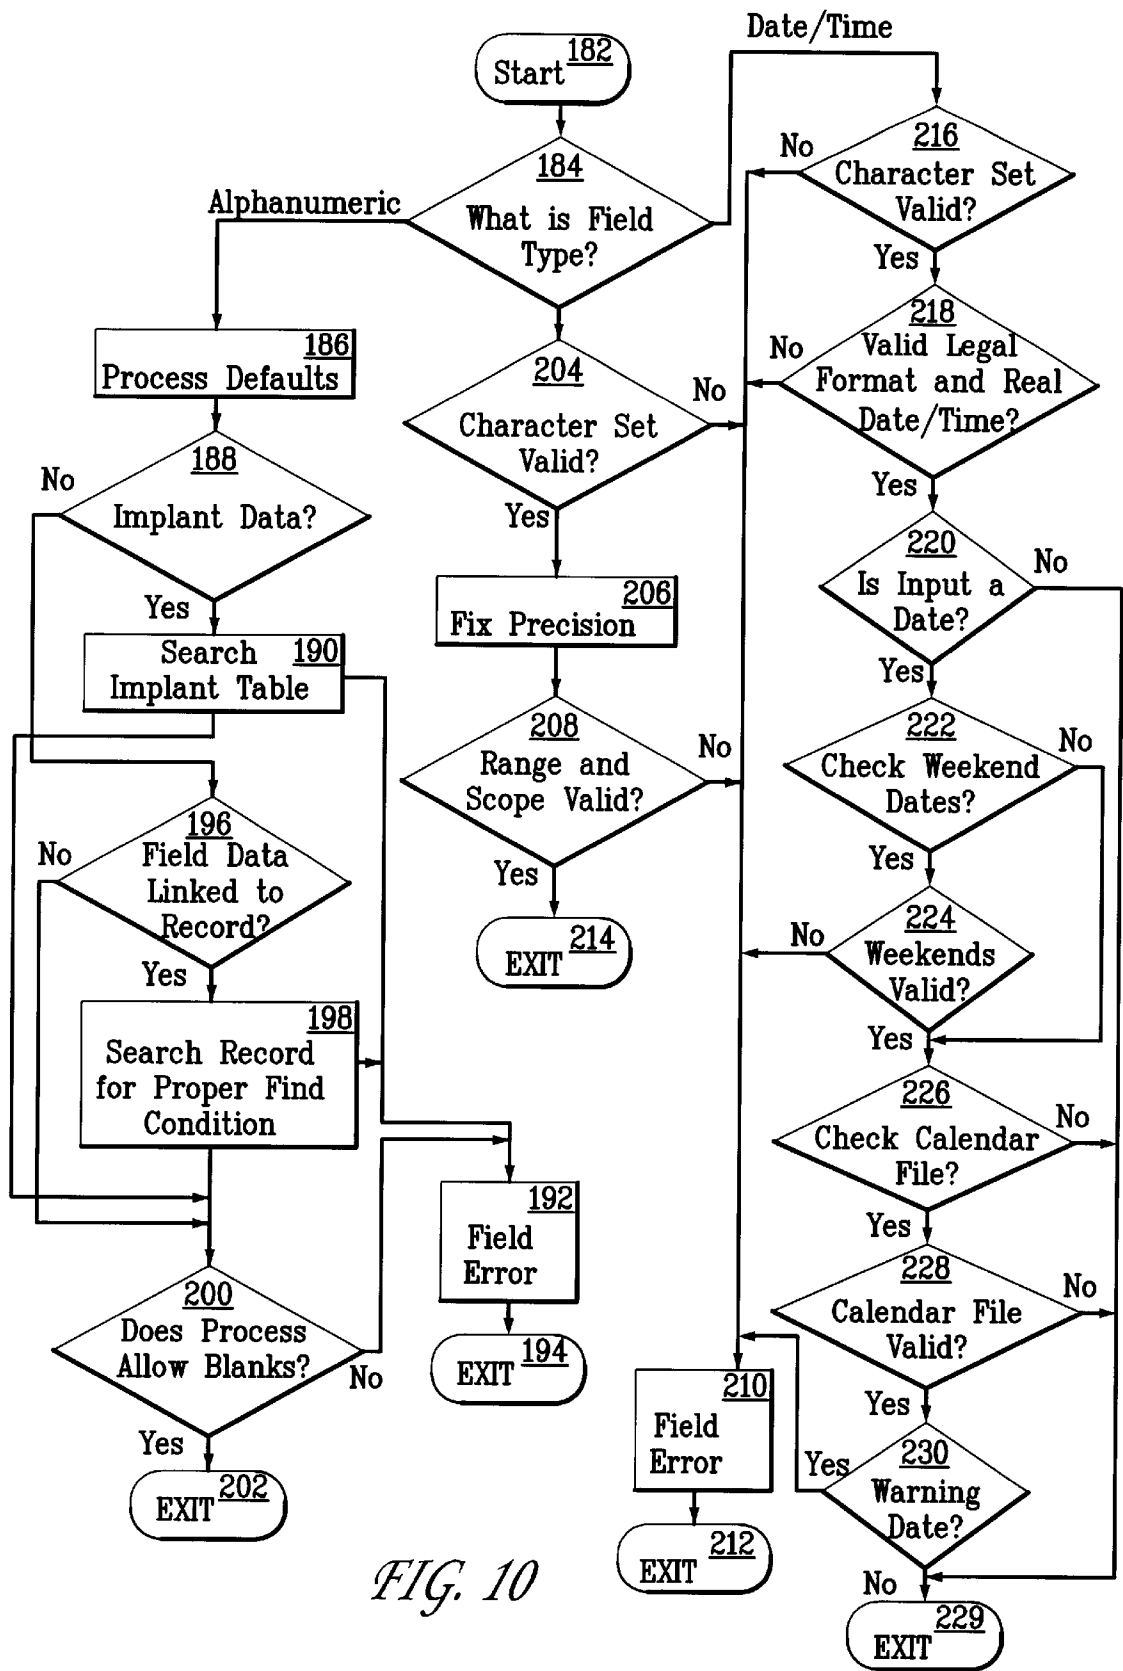 Date/Time
182
Start
184
What is Field
Type?
Alphanumeric
216
Character Set
Valid?
No
Yes
186
Process Defaults
188
Implant Data?
No
Yes
190
Search
Implant Table
196
Field Data
Linked to
Record?
No
Yes
198
Search Record
for Proper Find
Condition
200
Does Process
Allow Blanks?
No
Yes
202
EXIT
192
Field
Error
194
EXIT
204
Character Set
Valid?
No
Yes
206
Fix Precision
208
Range and
Scope Valid?
No
Yes
214
EXIT
218
Valid Legal
Format and Real
Date/Time?
No
Yes
220
Is Input a
Date?
No
Yes
222
Check Weekend
Dates?
No
Yes
224
Weekends
Valid?
No
Yes
226
Check Calendar
File?
No
Yes
228
Calendar File
Valid?
No
Yes
230
Warning
Date?
Yes
No
210
Field
Error
212
EXIT
229
EXIT
FIG. 10